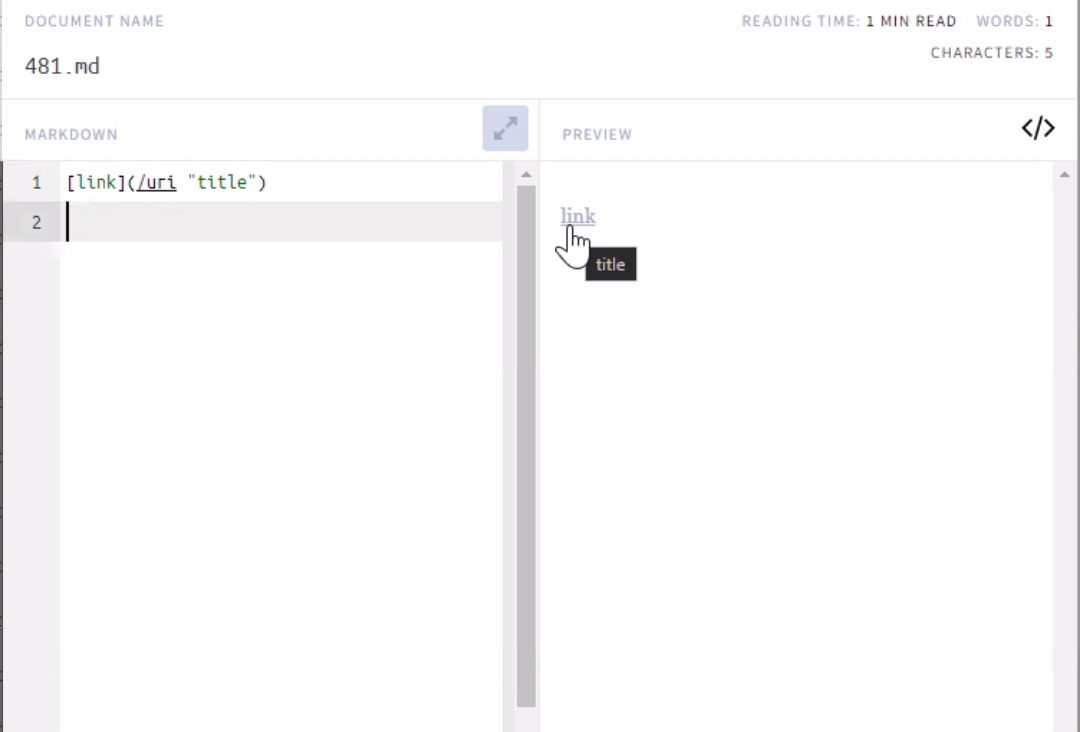 DOCUMENT NAME
READING TIME: 1 MIN READ WORDS: 1
CHARACTERS: 5
481.md
MARKDOWN
PREVIEW
</>
1 [link](/uri "title")
2
link
title